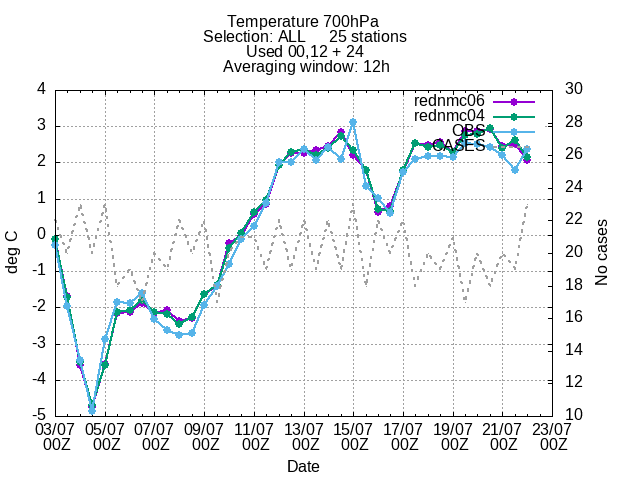 Temperature 700hPa
Selection: ALL 25 stations
Used 00,12 + 24
Averaging window: 12h
4 30
rednmc06
rednmc04
OBS
CASES
3 28
2 26
24
1 22
0 20
-1 18
-2 16
-3 14
-4 12
-5 10
deg C
No cases
03/07 05/07 07/07 09/07 11/07 13/07 15/07 17/07 19/07 21/07 23/07
00Z 00Z 00Z 00Z 00Z 00Z 00Z 00Z 00Z 00Z 00Z
Date